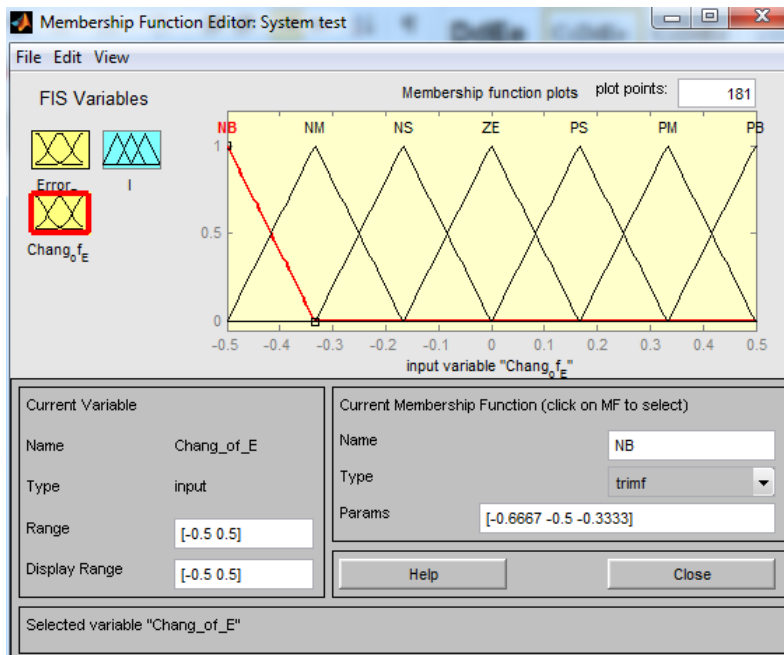 Membership Function Editor: System test
File Edit View
FIS Variables
Membership function plots
plot points:
181
NB NM NS ZE PS PM PB
1
0.5
0
-0.5 -0.4 -0.3 -0.2 -0.1 0 0.1 0.2 0.3 0.4 0.5
input variable "Chang_of_E"
Error_
I
Chang_of_E
Current Variable
Name Chang_of_E
Type input
Range [-0.5 0.5]
Display Range [-0.5 0.5]
Current Membership Function (click on MF to select)
Name NB
Type trimf
Params [-0.6667 -0.5 -0.3333]
Help Close
Selected variable "Chang_of_E"